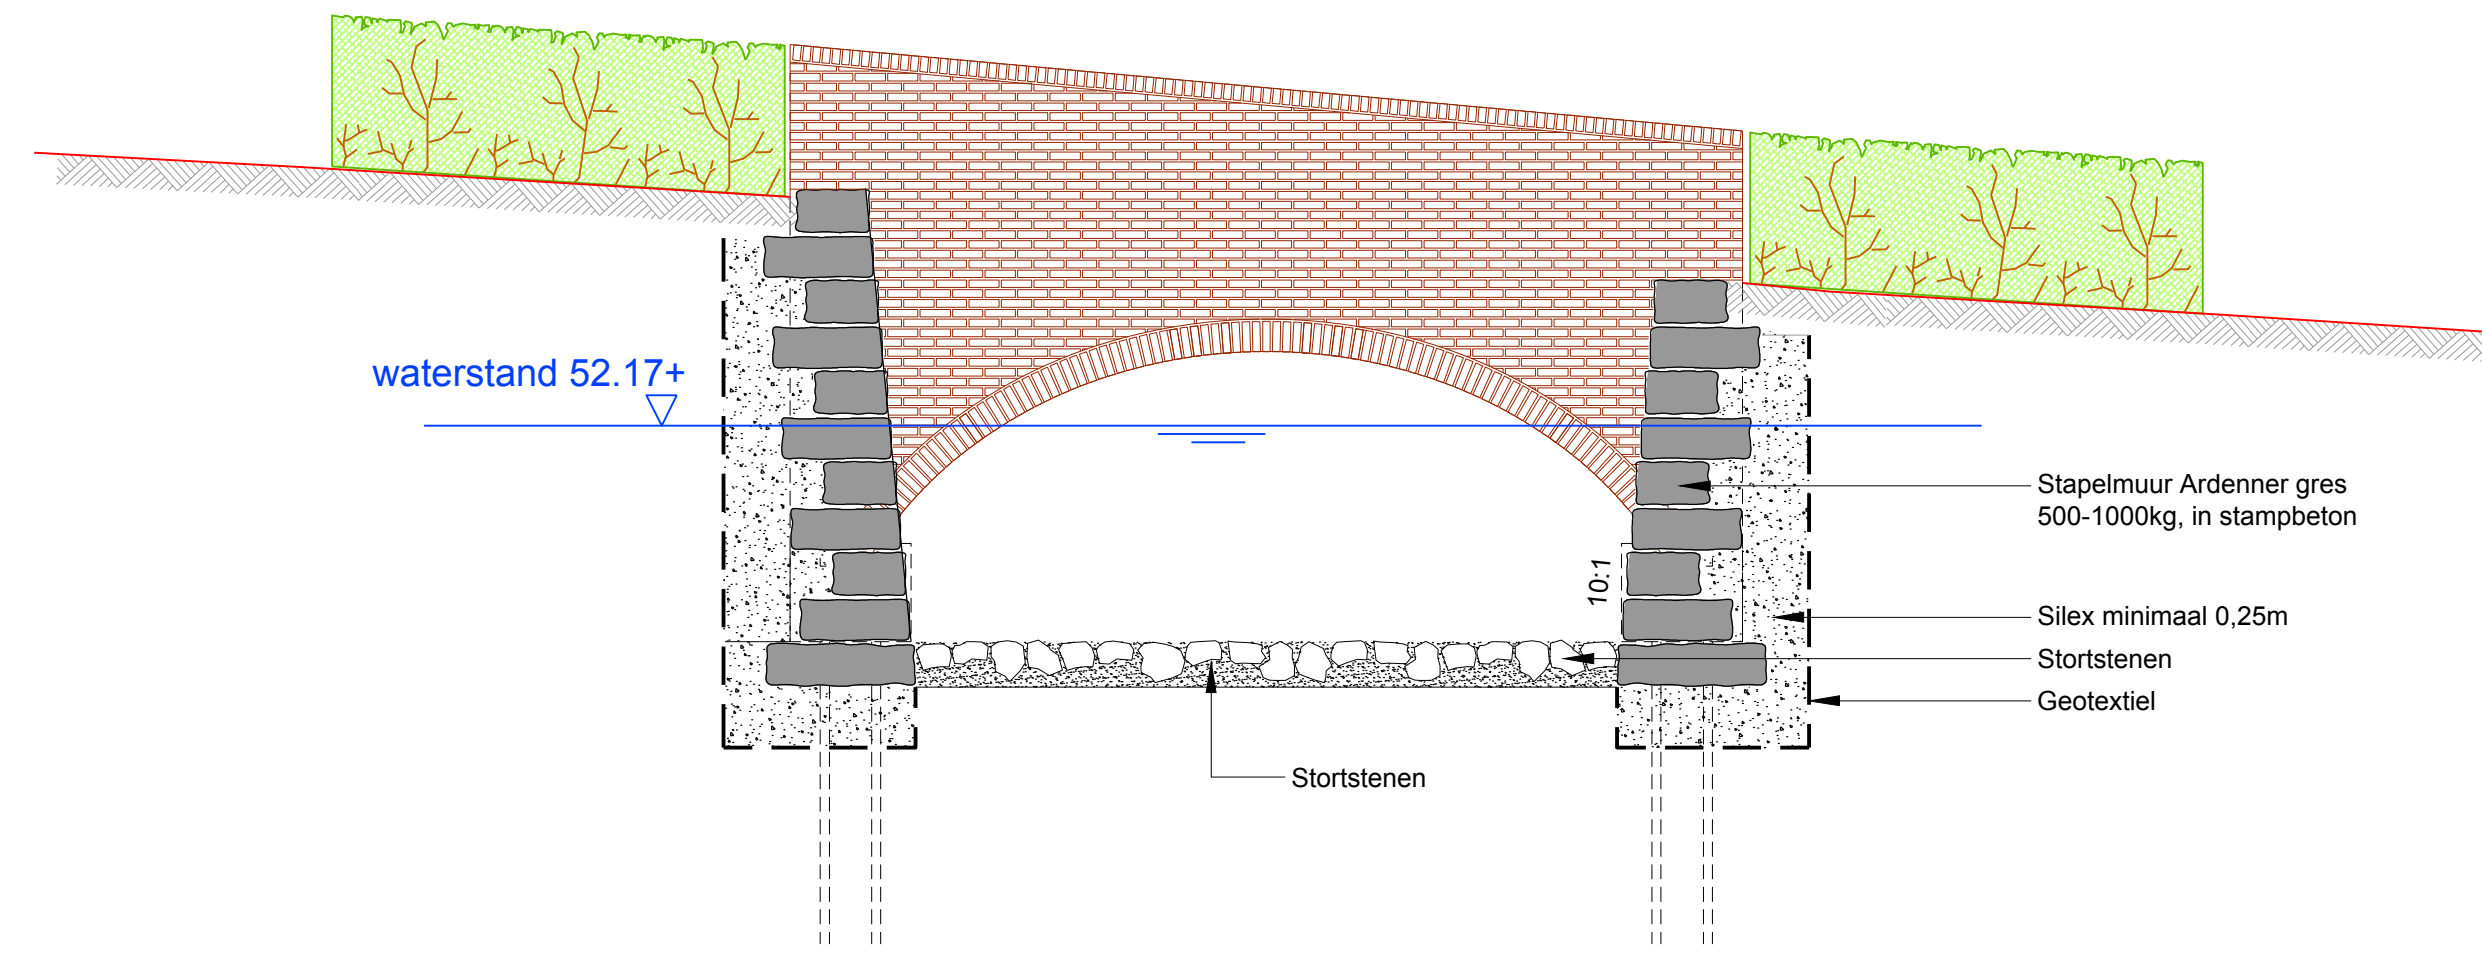 waterstand 52.17+
Stapelmuur Ardenner gres
500-1000kg, in stampbeton
10:1
Silex minimaal 0,25m
Stortstenen
Geotextiel
Stortstenen